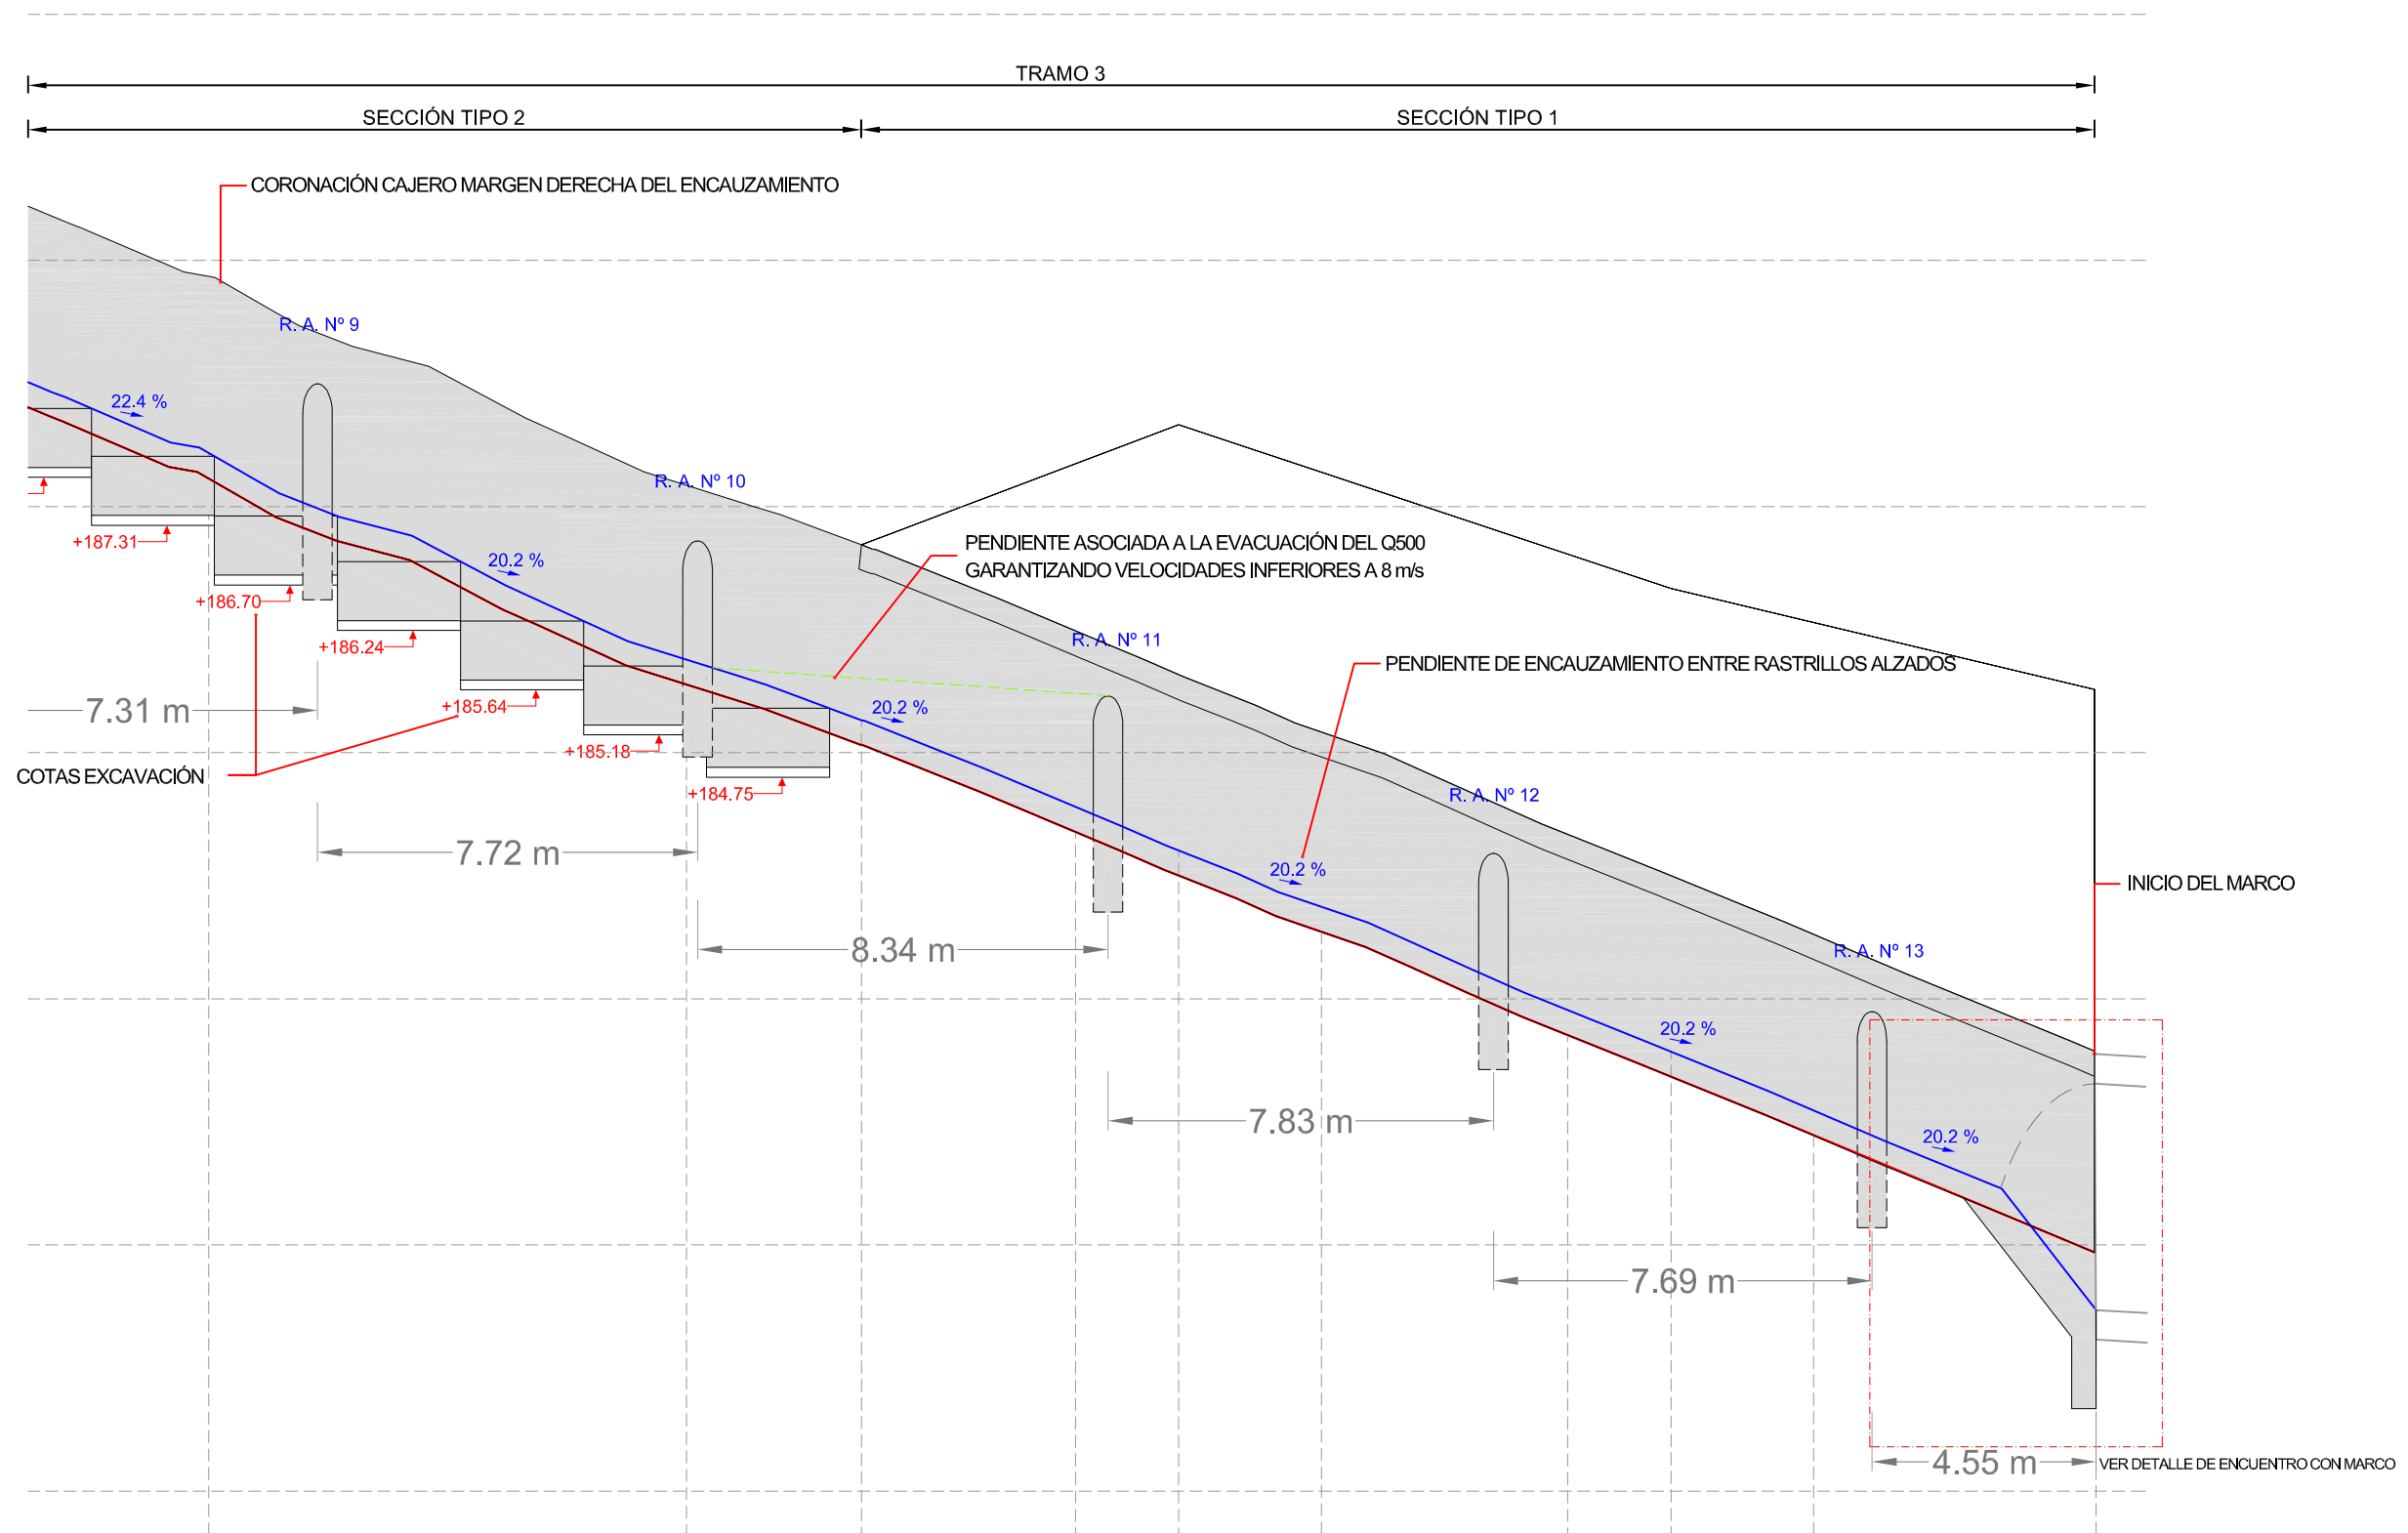 TRAMO 3
SECCIÓN TIPO 2
SECCIÓN TIPO 1
CORONACIÓN CAJERO MARGEN DERECHA DEL ENCAUZAMIENTO
R. A. Nº 9
22.4 %
R. A. Nº 10
+187.31
PENDIENTE ASOCIADA A LA EVACUACIÓN DEL Q500
GARANTIZANDO VELOCIDADES INFERIORES A 8 m/s
20.2 %
+186.70
R. A. Nº 11
+186.24
PENDIENTE DE ENCAUZAMIENTO ENTRE RASTRILLOS ALZADOS
7.31 m
+185.64
20.2 %
+185.18
COTAS EXCAVACIÓN
+184.75
R. A. Nº 12
7.72 m
20.2 %
INICIO DEL MARCO
8.34 m
R. A. Nº 13
20.2 %
7.83 m
20.2 %
7.69 m
4.55 m
VER DETALLE DE ENCUENTRO CON MARCO